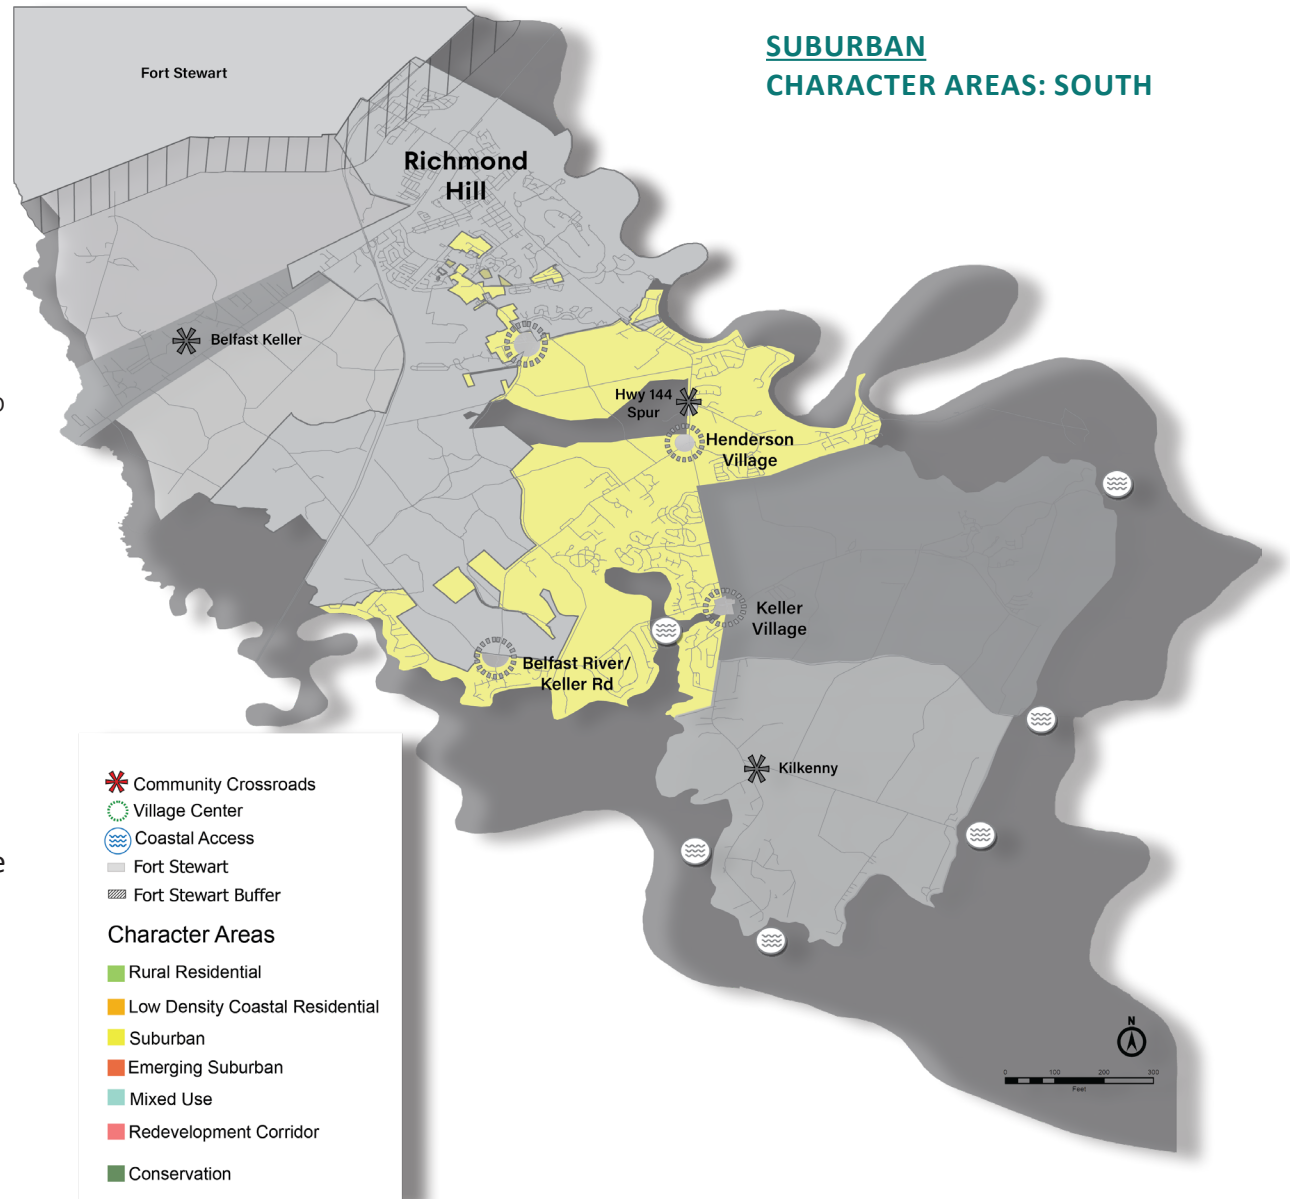 SUBURBAN
CHARACTER AREAS: SOUTH
Fort Stewart
Richmond
Hill
Belfast Keller
Hwy 144
Spur
Henderson
Village
Keller
Village
Belfast River/
Keller Rd
Kilkenny
o
e
Community Crossroads
Village Center
Coastal Access
Fort Stewart
Fort Stewart Buffer
Character Areas
Rural Residential
Low Density Coastal Residential
Suburban
Emerging Suburban
Mixed Use
Redevelopment Corridor
Conservation
N
0 100 200 300
Feet